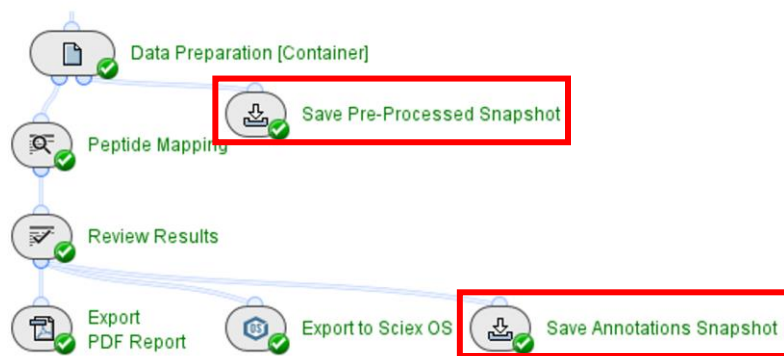 Data Preparation [Container]
Save Pre-Processed Snapshot
Peptide Mapping
Review Results
Export
PDF Report
OS
Export to Sciex OS
Save Annotations Snapshot